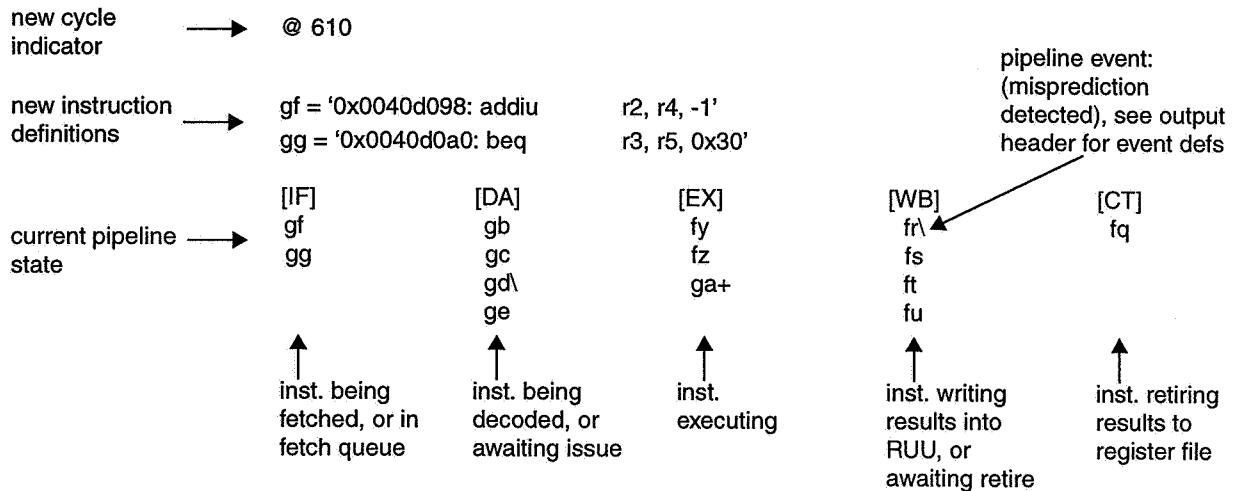 new cycle
indicator
@ 610
pipeline event:
(misprediction
detected), see output
header for event defs
new instruction
definitions
gf = ‘0x0040d098: addiu r2, r4, -1’
gg = ‘0x0040d0a0: beq r3, r5, 0x30’
current pipeline
state
[IF] [DA] [EX] [WB] [CT]
gf gb fy fr\ fq
gg gc fz fs
gd\ ga+ ft
ge fu
inst. being
fetched, or in
fetch queue
inst. being
decoded, or
awaiting issue
inst.
executing
inst. writing
results into
RUU, or
awaiting retire
inst. retiring
results to
register file